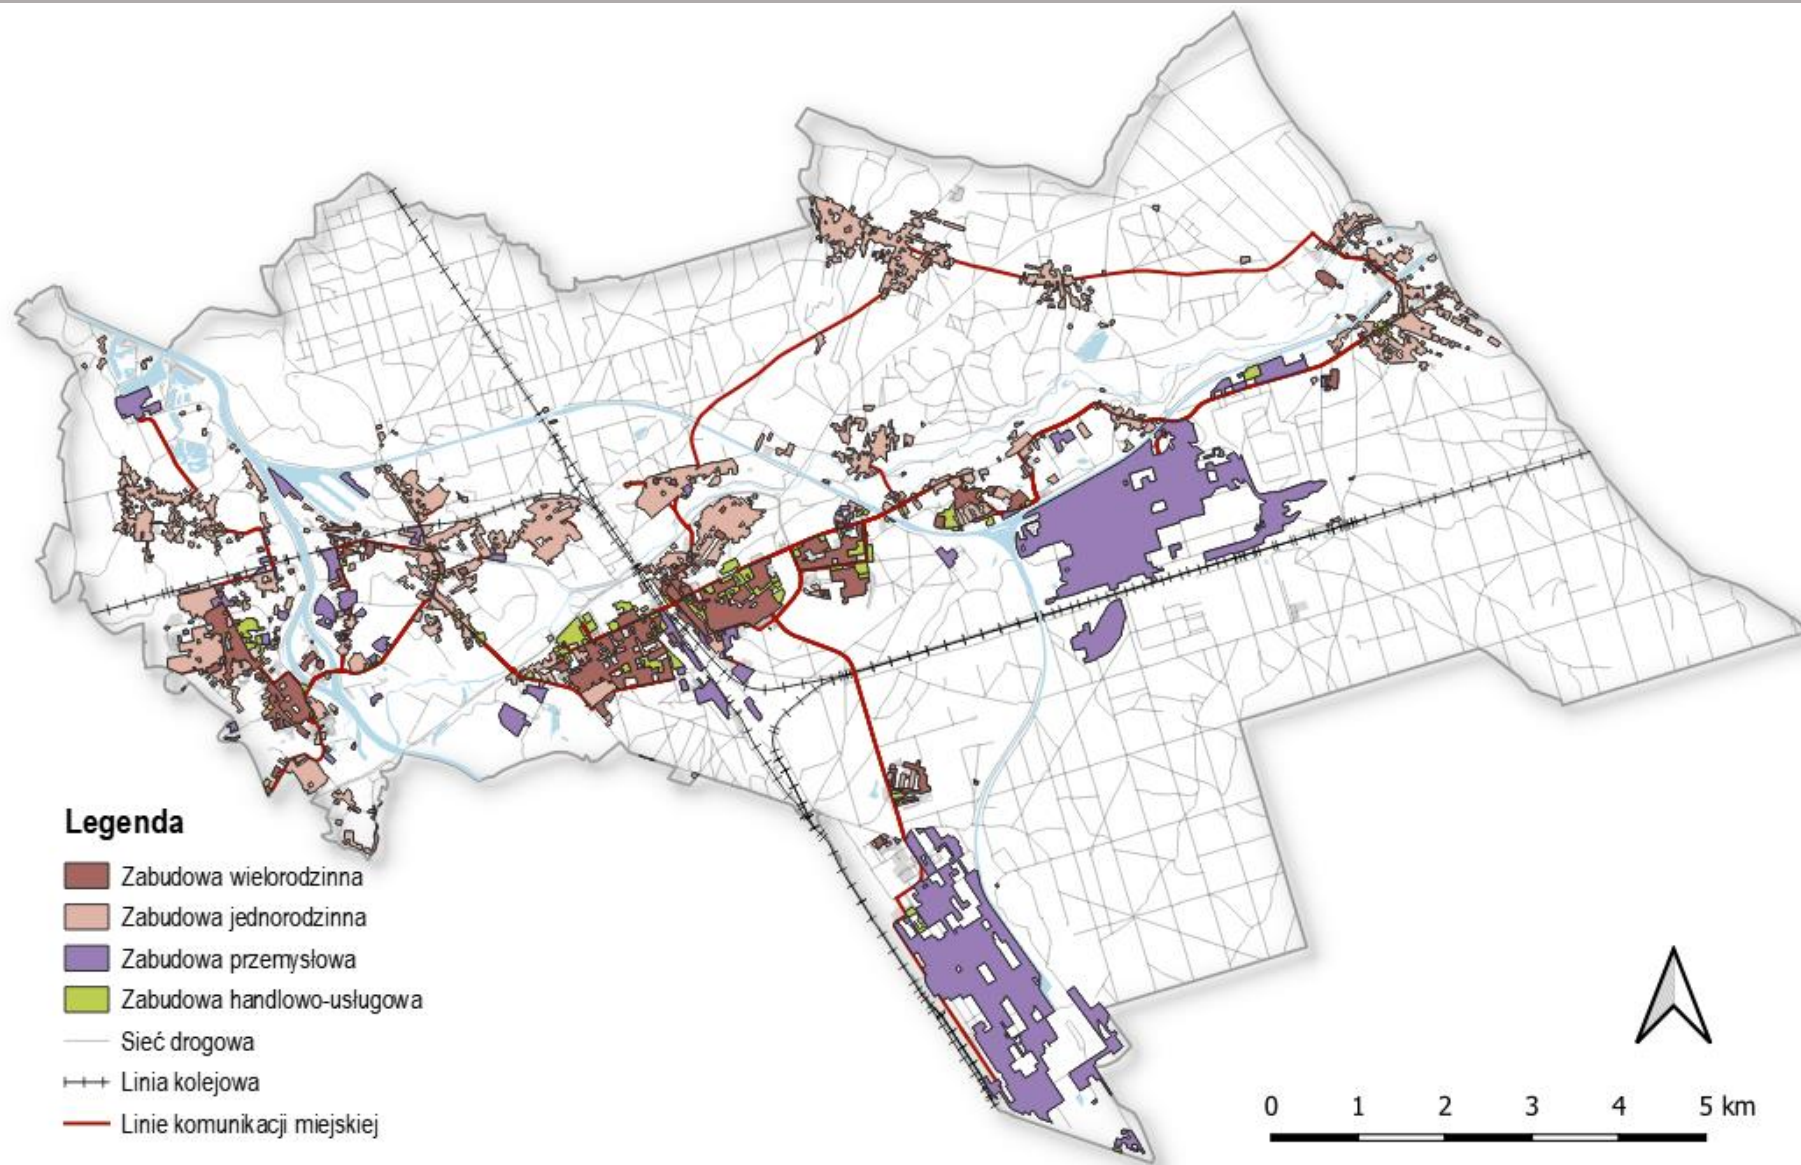 Legenda
Zabudowa wielorodzinna
Zabudowa jednorodzinna
Zabudowa przemysłowa
Zabudowa handlowo-usługowa
Sieć drogowa
Linia kolejowa
Linie komunikacji miejskiej
0 1 2 3 4 5 km